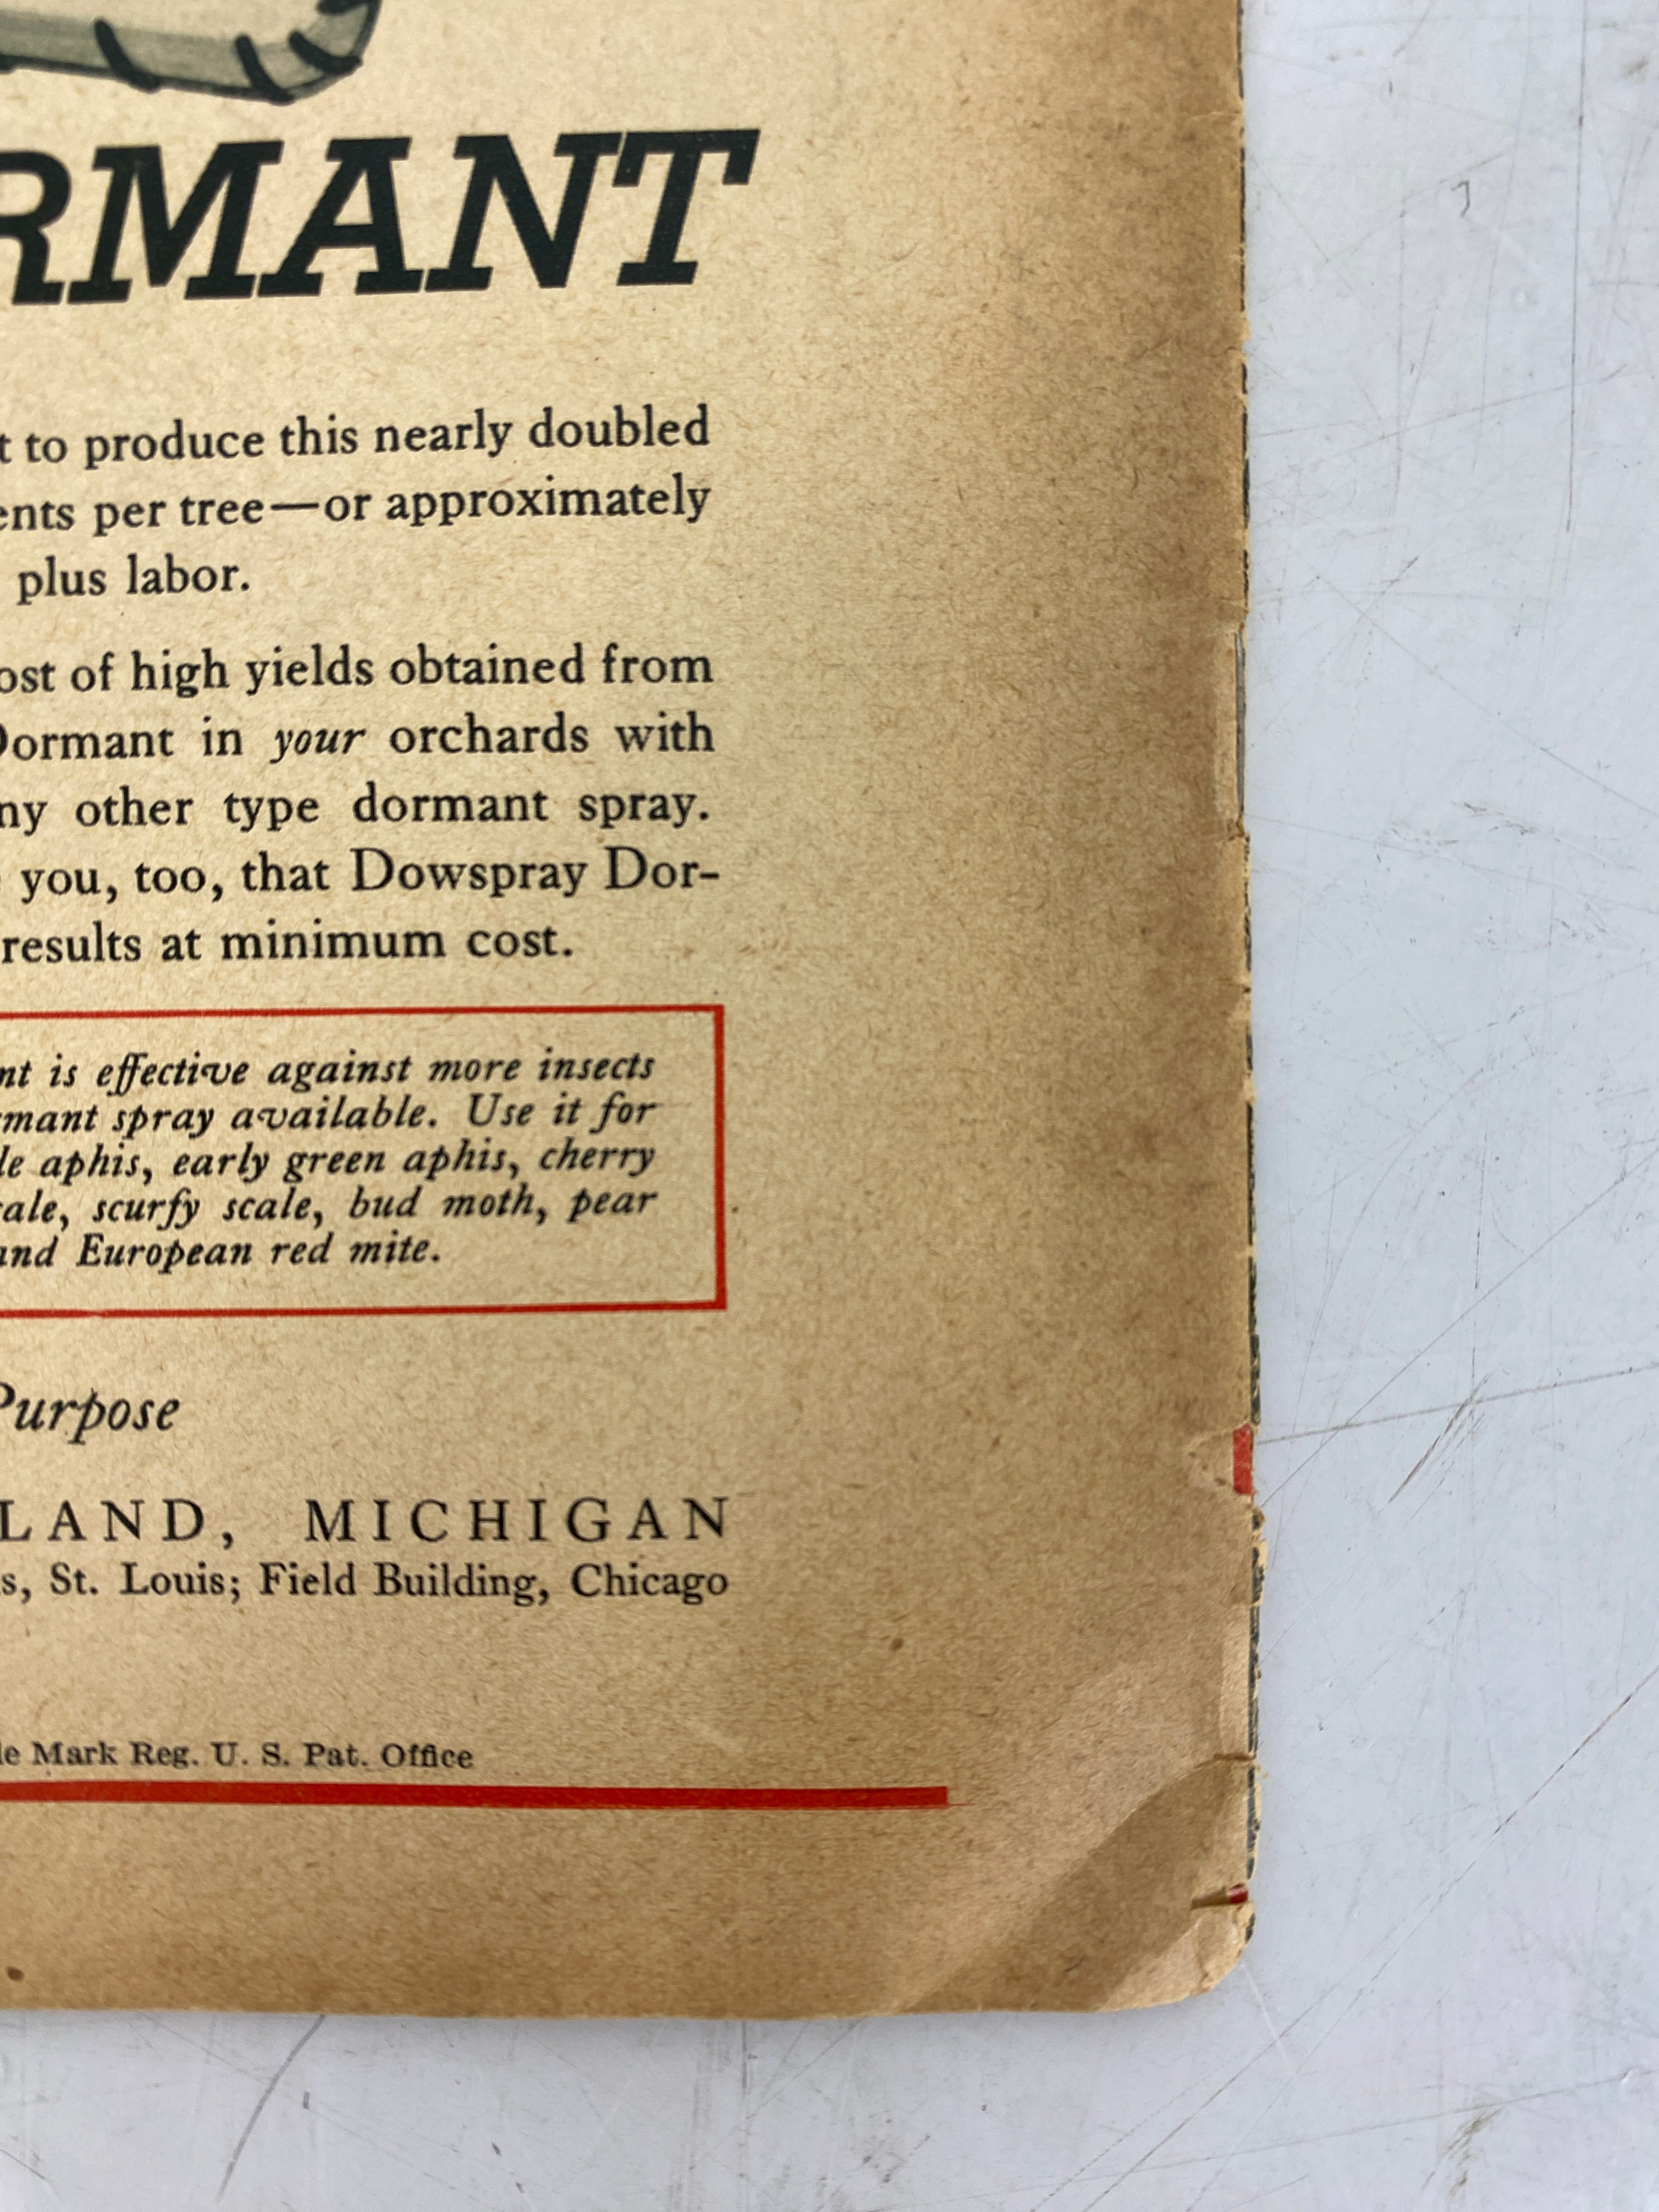 RMANT
t to produce this nearly doubled
ents per tree—or approximately
plus labor.
ost of high yields obtained from
Dormant in your orchards with
ny other type dormant spray.
you, too, that Dowspray Dor-
results at minimum cost.
nt is effective against more insects
rmant spray available. Use it for
le aphis, early green aphis, cherry
cale, scurfy scale, bud moth, pear
and European red mite.
Purpose
LAND, MICHIGAN
s, St. Louis; Field Building, Chicago
de Mark Reg. U. S. Pat. Office